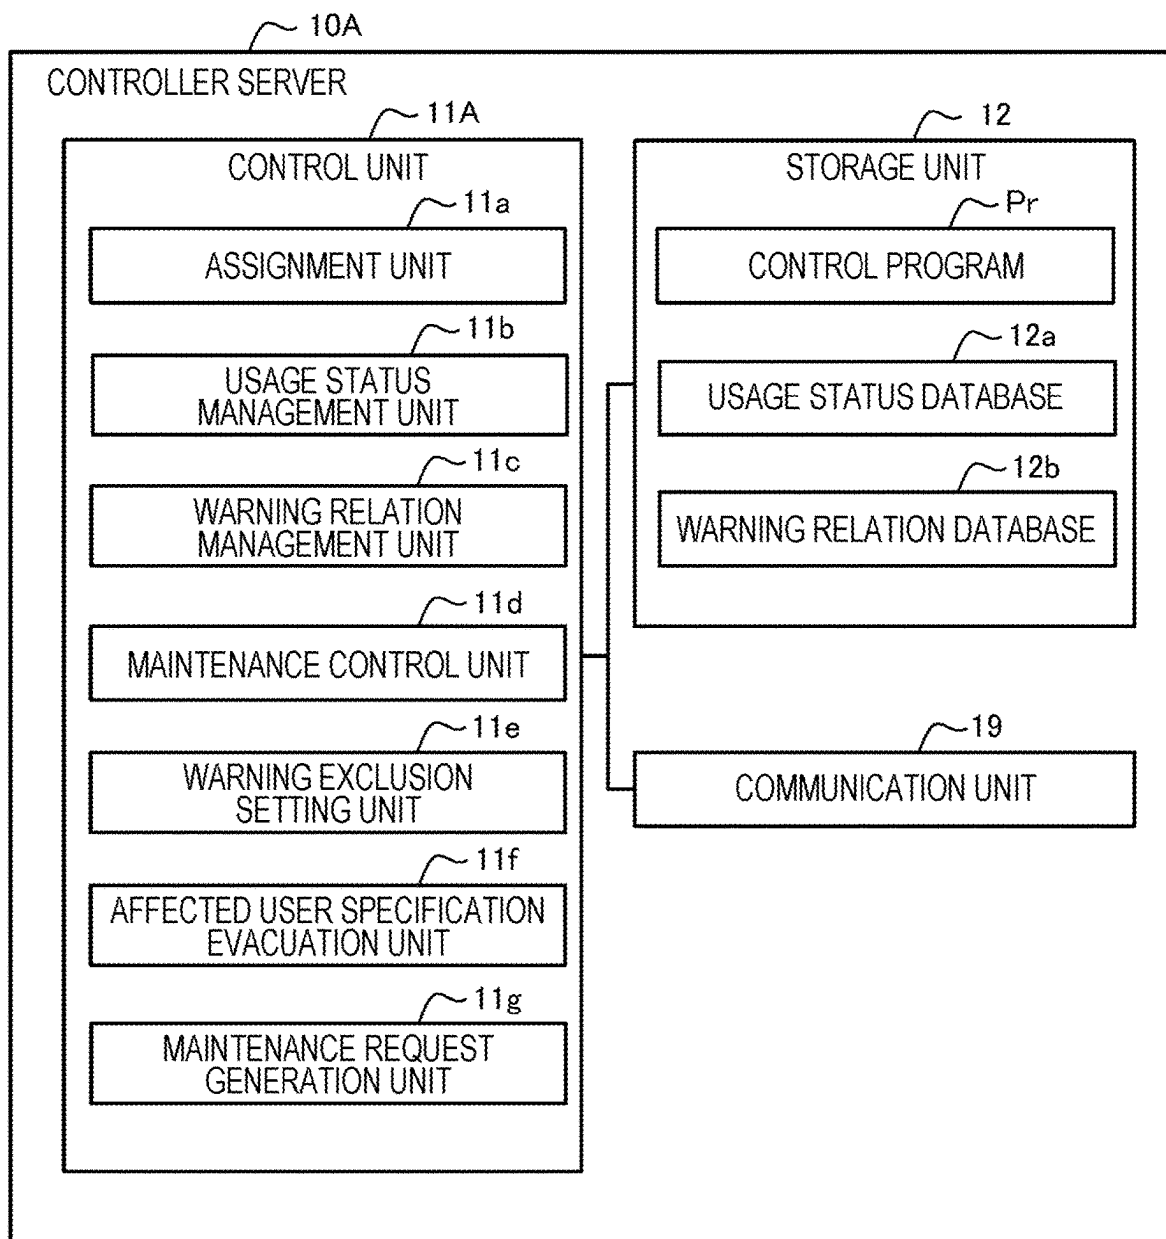 10A
CONTROLLER SERVER
11A
CONTROL UNIT
11a
ASSIGNMENT UNIT
11b
USAGE STATUS
MANAGEMENT UNIT
11c
WARNING RELATION
MANAGEMENT UNIT
11d
MAINTENANCE CONTROL UNIT
11e
WARNING EXCLUSION
SETTING UNIT
11f
AFFECTED USER SPECIFICATION
EVACUATION UNIT
11g
MAINTENANCE REQUEST
GENERATION UNIT
12
STORAGE UNIT
Pr
CONTROL PROGRAM
12a
USAGE STATUS DATABASE
12b
WARNING RELATION DATABASE
19
COMMUNICATION UNIT